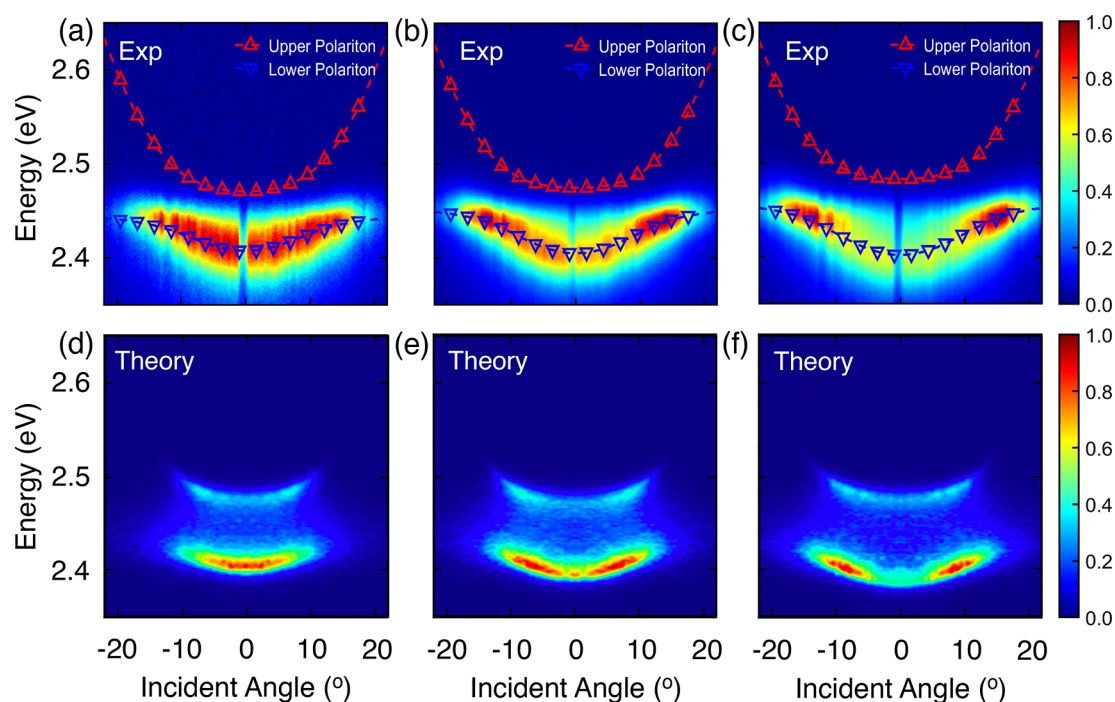 (a)
Exp
Upper Polariton
Lower Polariton
(b)
Exp
Upper Polariton
Lower Polariton
(c)
Exp
Upper Polariton
Lower Polariton
1.0
0.8
0.6
0.4
0.2
0.0
2.6
2.5
2.4
Energy (eV)
(d)
Theory
(e)
Theory
(f)
Theory
1.0
0.8
0.6
0.4
0.2
0.0
2.6
2.5
2.4
Energy (eV)
-20 -10 0 10 20
-20 -10 0 10 20
-20 -10 0 10 20
Incident Angle (º)
Incident Angle (º)
Incident Angle (º)